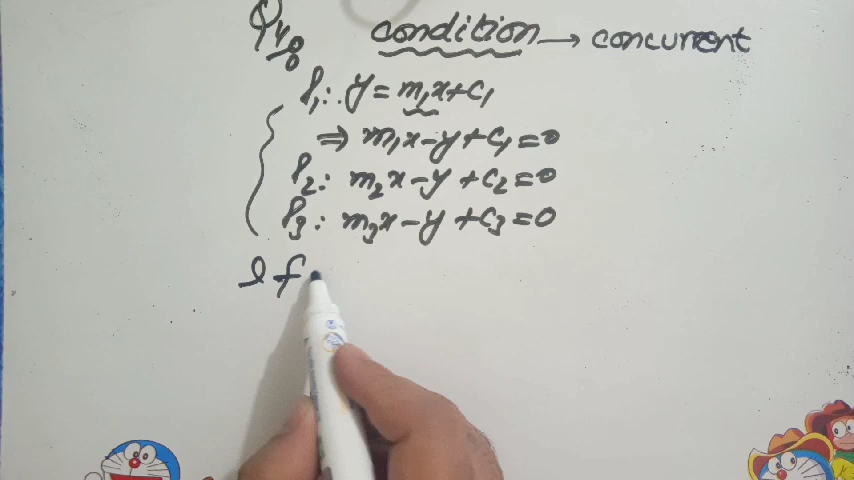 Q4% condition → concurrent
l₁: y = m₁x + c₁
⇒ m₁x - y + c₁ = 0
l₂: m₂x - y + c₂ = 0
l₃: m₃x - y + c₃ = 0
If